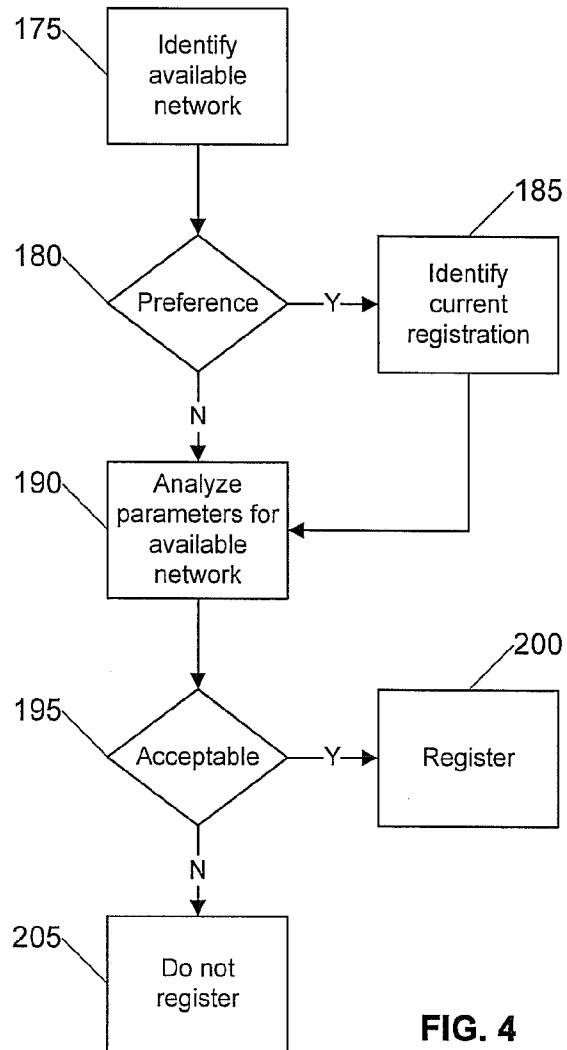 175
Identify
available
network
180
Preference
Y
185
Identify
current
registration
N
190
Analyze
parameters for
available
network
195
Acceptable
Y
200
Register
N
205
Do not
register
FIG. 4